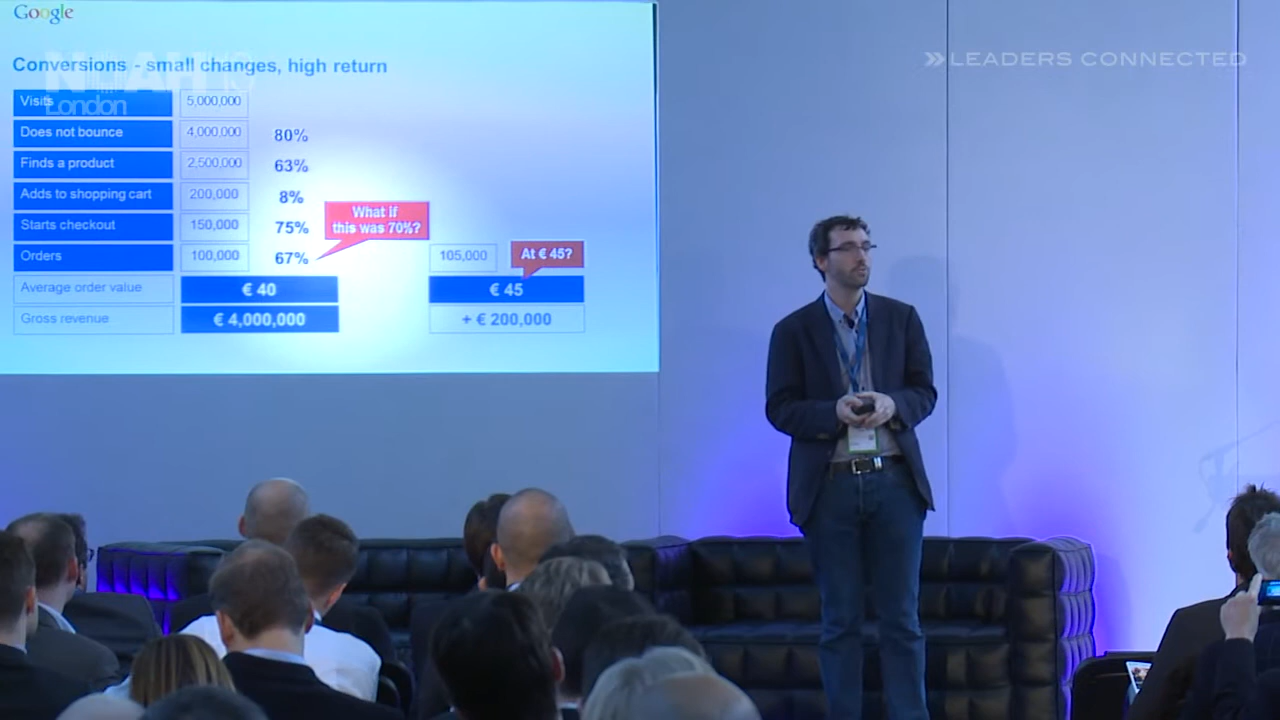 Google
NOAH13
London
» LEADERS CONNECTED
Conversions - small changes, high return
Visits 5,000,000
Does not bounce 4,000,000 80%
Finds a product 2,500,000 63%
Adds to shopping cart 200,000 8%
What if
this was 70%?
Starts checkout 150,000 75%
Orders 100,000 67% 105,000 At € 45?
Average order value € 40 € 45
Gross revenue € 4,000,000 + € 200,000